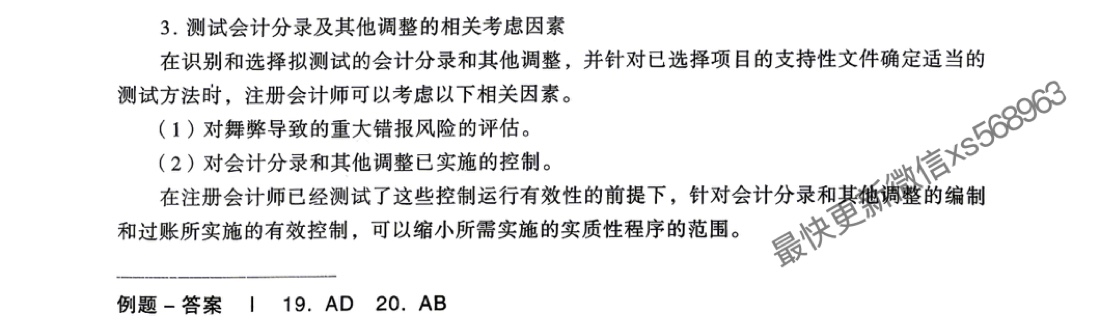 3. 测试会计分录及其他调整的相关考虑因素
在识别和选择拟测试的会计分录和其他调整，并针对已选择项目的支持性文件确定适当的
测试方法时，注册会计师可以考虑以下相关因素。
（1）对舞弊导致的重大错报风险的评估。
（2）对会计分录和其他调整已实施的控制。
在注册会计师已经测试了这些控制运行有效性的前提下，针对会计分录和其他调整的编制
和过账所实施的有效控制，可以缩小所需实施的实质性程序的范围。
最快更新微信xs568963
例题 – 答案 | 19. AD 20. AB